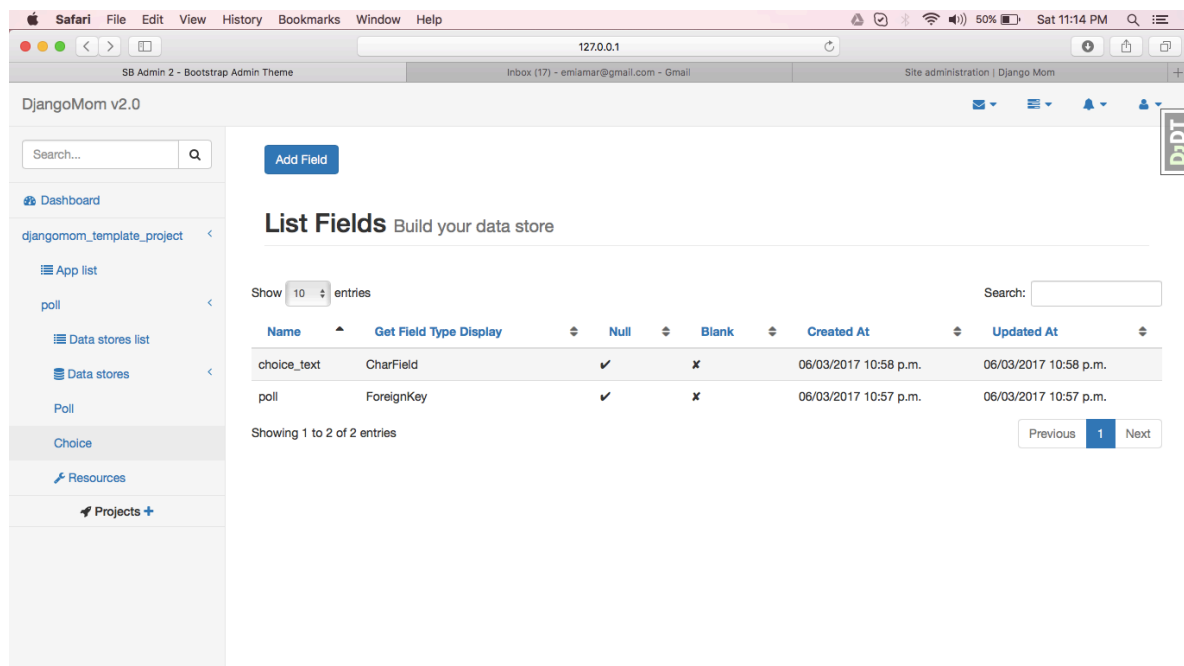 Safari File Edit View History Bookmarks Window Help 50% Sat 11:14 PM
127.0.0.1
SB Admin 2 - Bootstrap Admin Theme Inbox (17) - emiamar@gmail.com - Gmail Site administration | Django Mom
DjangoMom v2.0
DjDT
Search...
Add Field
Dashboard
List Fields Build your data store
djangomom_template_project
App list
poll
Data stores list
Data stores
Poll
Choice
Resources
Projects +
Show 10 entries Search:
Name Get Field Type Display Null Blank Created At Updated At
choice_text CharField ✔ ✘ 06/03/2017 10:58 p.m. 06/03/2017 10:58 p.m.
poll ForeignKey ✔ ✘ 06/03/2017 10:57 p.m. 06/03/2017 10:57 p.m.
Showing 1 to 2 of 2 entries Previous 1 Next